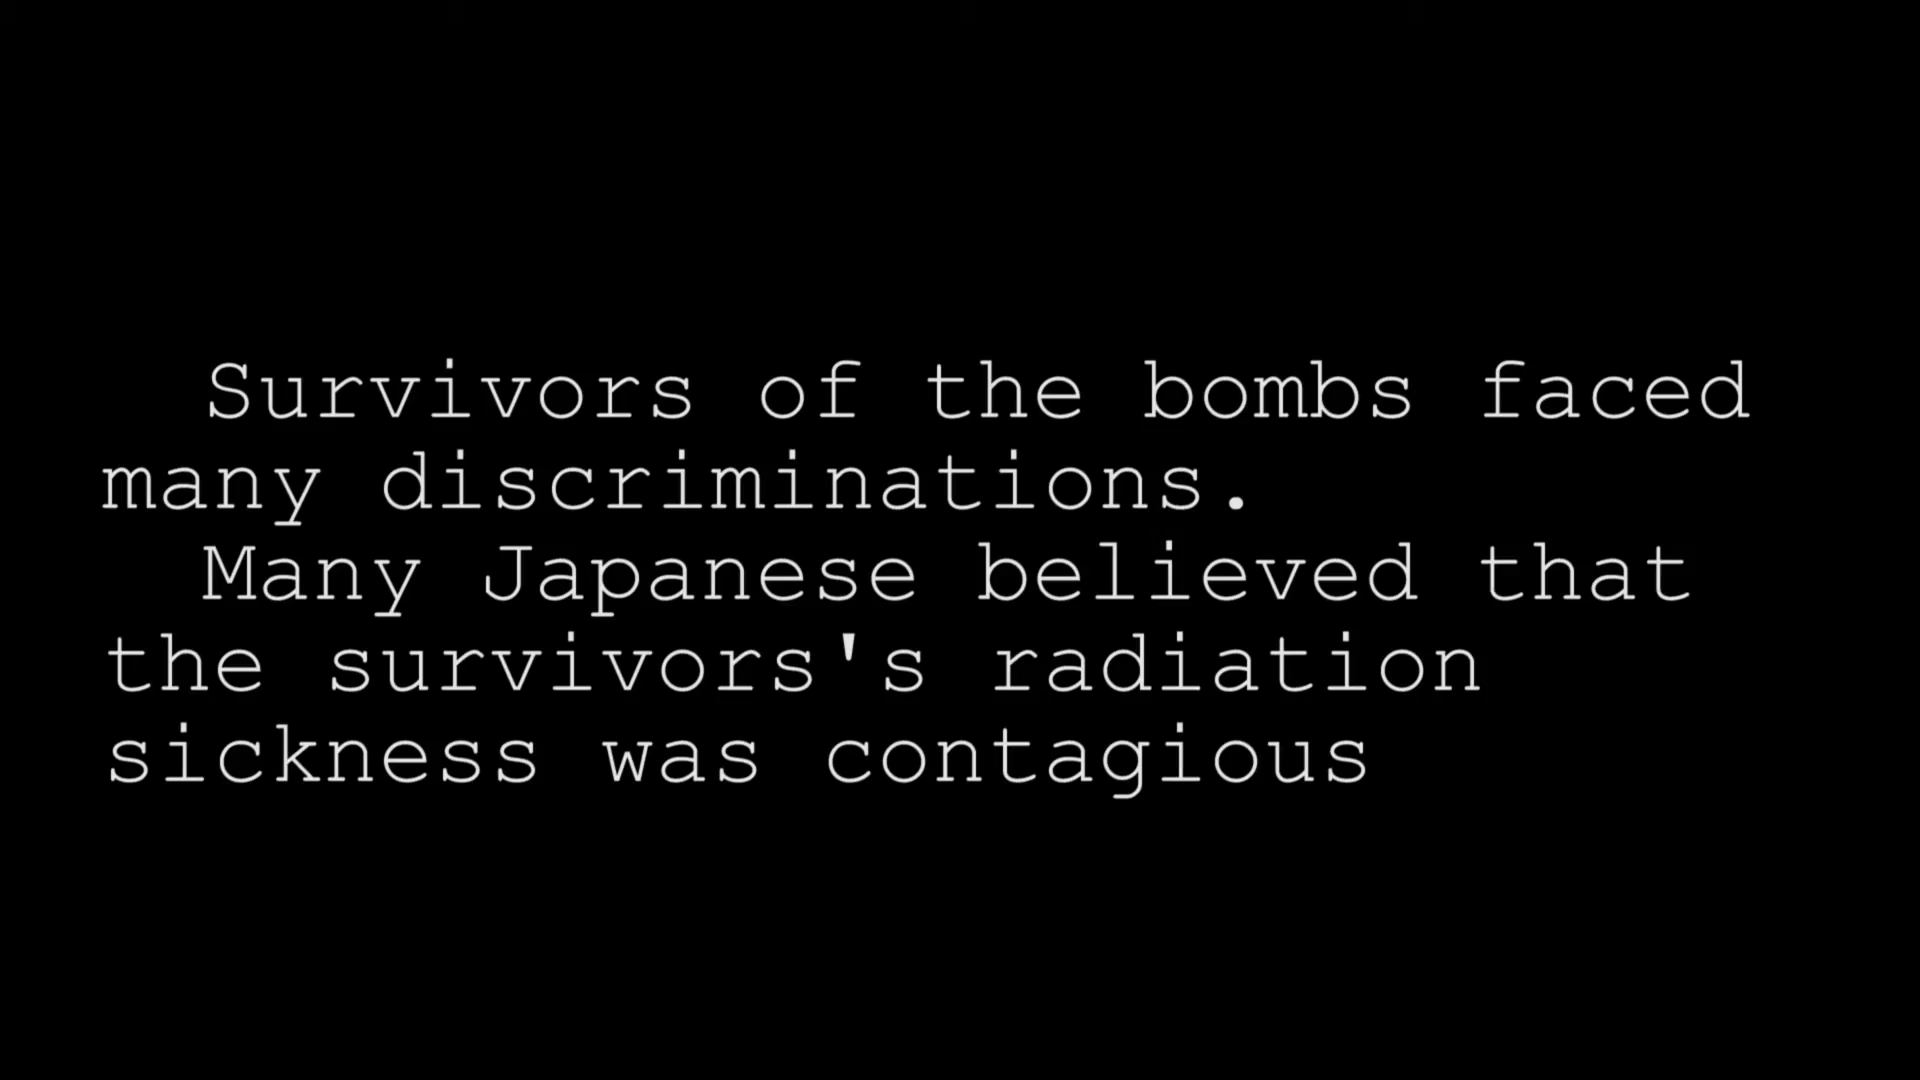 Survivors of the bombs faced
many discriminations.
Many Japanese believed that
the survivors's radiation
sickness was contagious